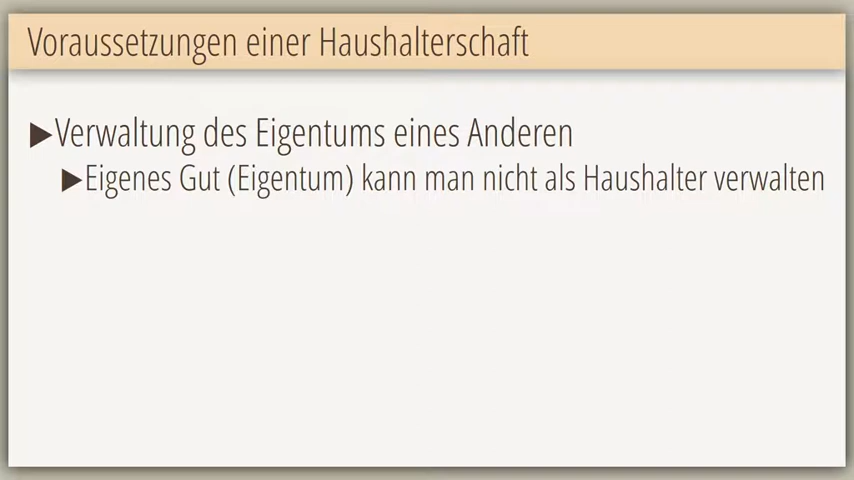 Voraussetzungen einer Haushalterschaft
▶Verwaltung des Eigentums eines Anderen
▶Eigenes Gut (Eigentum) kann man nicht als Haushalter verwalten